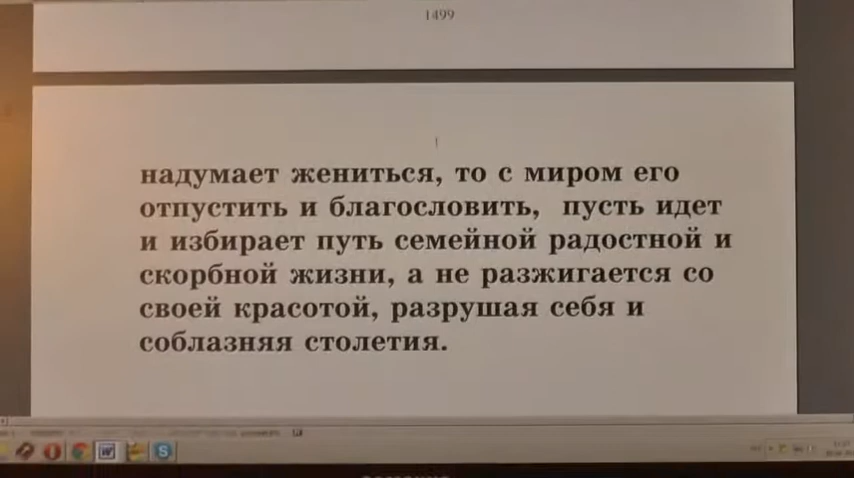 1499
надумает жениться, то с миром его
отпустить и благословить, пусть идет
и избирает путь семейной радостной и
скорбной жизни, а не разжигается со
своей красотой, разрушая себя и
соблазняя столетия.